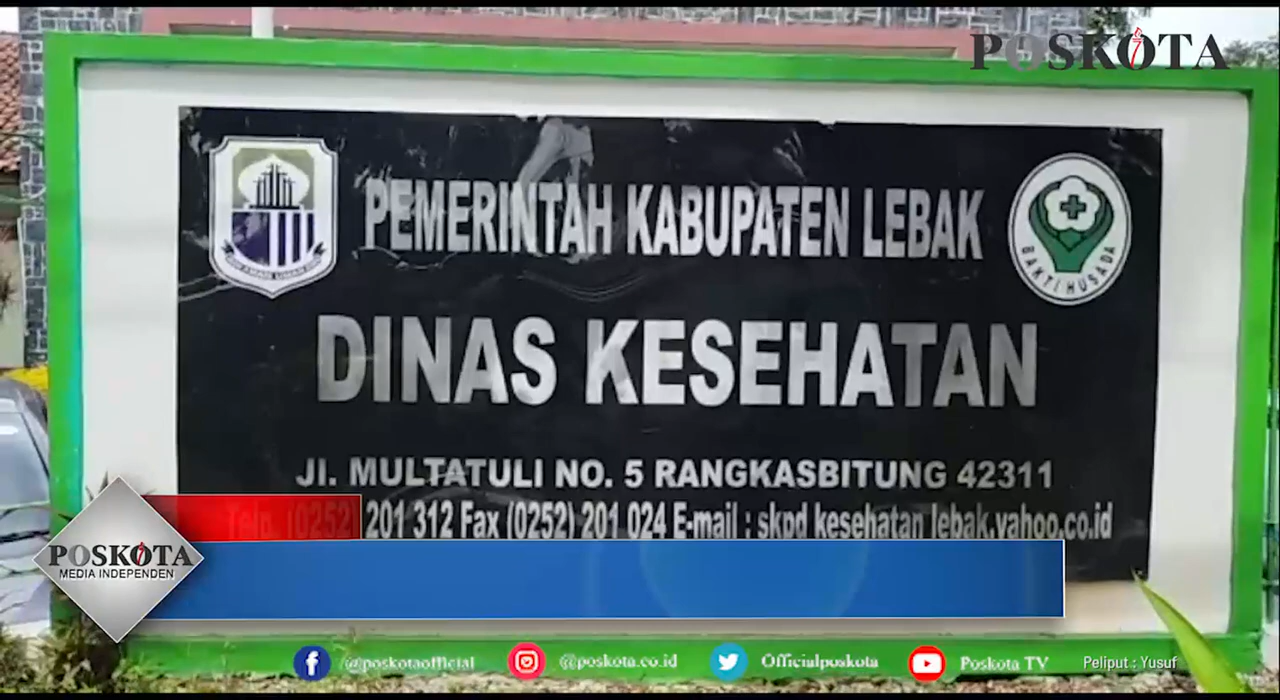 POSKOTA
PEMERINTAH KABUPATEN LEBAK
BAKTI HUSADA
DINAS KESEHATAN
Jl. MULTATULI NO. 5 RANGKASBITUNG 42311
Telp. (0252) 201 312 Fax (0252) 201 024 E-mail : skpd kesehatan lebak.yahoo.co.id
POSKOTA
MEDIA INDEPENDEN
@poskotaofficial @poskota.co.id Officialposkota Poskota TV Peliput : Yusuf